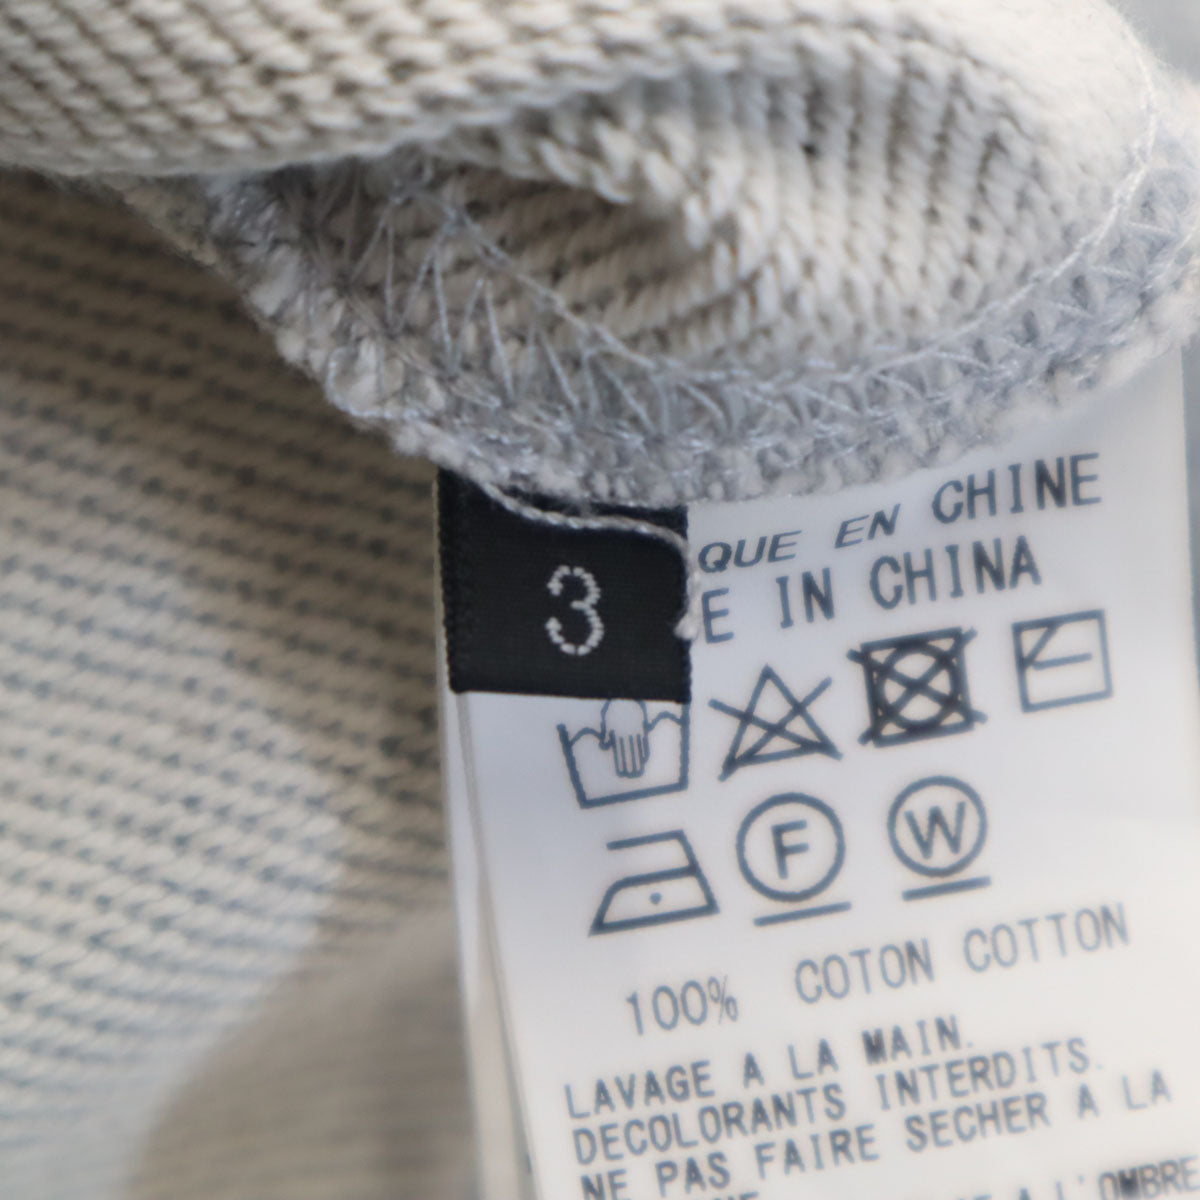 3
QUE EN CHINE
E IN CHINA
F W
100% COTON COTTON
LAVAGE A LA MAIN.
DECOLORANTS INTERDITS.
NE PAS FAIRE SECHER A LA
A L'OMBRE